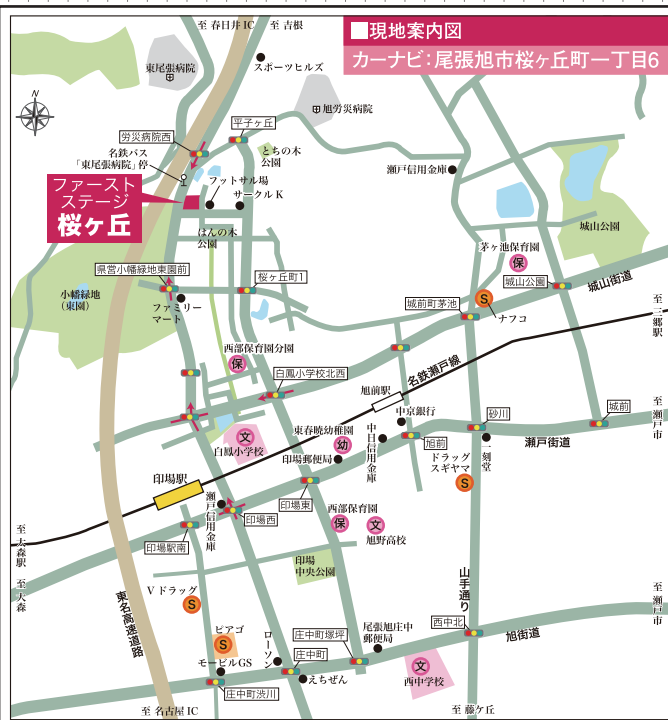 至 春日井IC
至 吉根
■現地案内図
カーナビ：尾張旭市桜ヶ丘町一丁目6
N
東尾張病院
スポーツヒルズ
旭労災病院
労災病院西
平子ヶ丘
名鉄バス
「東尾張病院」停
とちの木
公園
瀬戸信用金庫
ファースト
ステージ
桜ヶ丘
フットサル場
サークルK
はんの木
公園
城山公園
茅ヶ池保育園
保
県営小幡緑地東園前
桜ヶ丘町1
城山公園
城山街道
小幡緑地
（東園）
ファミリー
マート
城前町茅池
S
ナフコ
至 三郷駅
西部保育園分園
保
名鉄瀬戸線
白鳳小学校北西
旭前駅
中京銀行
砂川
城前
至 瀬戸市
文
白鳳小学校
東春暁幼稚園
幼
印場郵便局
中日信用金庫
旭前
一刻堂
瀬戸街道
ドラッグ
スギヤマ
S
印場駅
瀬戸信用金庫
印場東
印場西
西部保育園
保
文
旭野高校
至 大森駅
印場駅南
印場
中央公園
至 大森
東名高速道路
Vドラッグ
S
山手通り
至 瀬戸市
ピアゴ
S
モービルGS
ローソン
庄中町塚坪
尾張旭庄中
郵便局
西中北
旭街道
庄中町
えちぜん
文
西中学校
庄中町渋川
至 名古屋IC
至 藤ケ丘